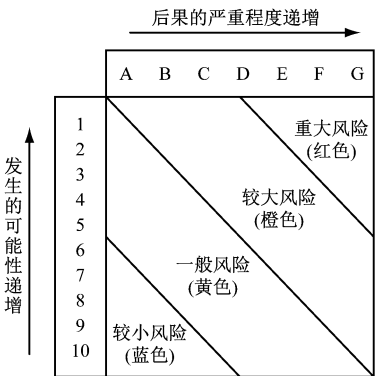 后果的严重程度递增
A B C D E F G
发生的可能性递增
1
2
3
4
5
6
7
8
9
10
重大风险
(红色)
较大风险
(橙色)
一般风险
(黄色)
较小风险
(蓝色)